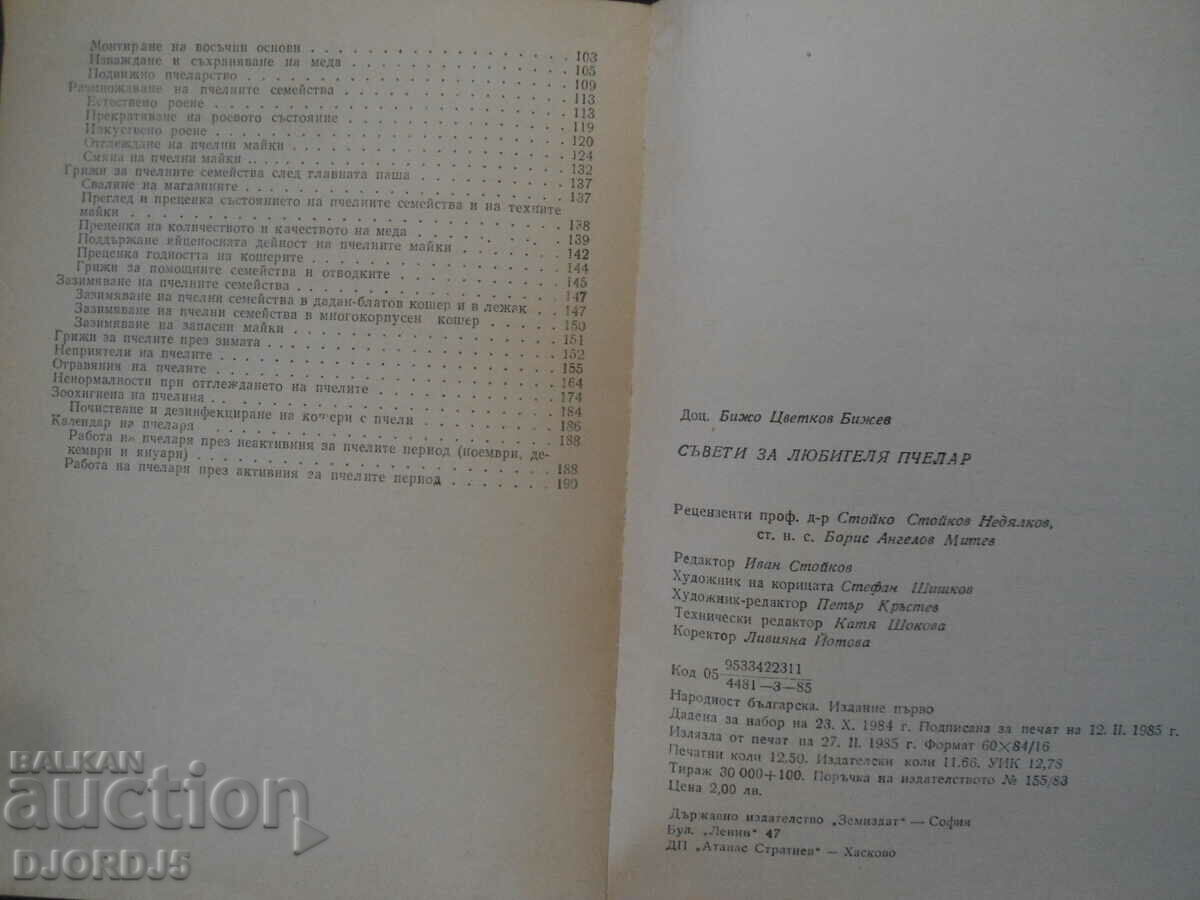 Монтиране на восъчни основи . . . . . . . . . . . 103
Изваждане и съхраняване на меда . . . . . . . . . . 105
Подвижно пчеларство . . . . . . . . . . . . . 109
Размножаване на пчелните семейства . . . . . . . . . . 113
Естествено роене . . . . . . . . . . . . . . 113
Прекратяване на роевото състояние . . . . . . . . . . 119
Изкуствено роене . . . . . . . . . . . . . . 120
Отглеждане на пчелни майки . . . . . . . . . . . 124
Смяна на пчелни майки . . . . . . . . . . . . . 132
Грижи за пчелните семейства след главната паша . . . . . . 137
Сваляне на магазините . . . . . . . . . . . . . 137
Преглед и преценка състоянието на пчелните семейства и на техните
майки . . . . . . . . . . . . . . . . . 138
Преценка на количеството и качеството на меда . . . . . . 139
Поддържане яйценосната дейност на пчелните майки . . . . . 142
Преценка годността на кошерите . . . . . . . . . . 144
Грижи за помощните семейства и отводките . . . . . . . 145
Зазимяване на пчелните семейства . . . . . . . . . . 147
Зазимяване на пчелни семейства в дадан-блатов кошер и в лежак . . 147
Зазимяване на пчелни семейства в многокорпусен кошер . . . . 150
Зазимяване на запасни майки . . . . . . . . . . . 151
Грижи за пчелите през зимата . . . . . . . . . . . 152
Неприятели на пчелите . . . . . . . . . . . . . 155
Отравяния на пчелите . . . . . . . . . . . . . 164
Ненормалности при отглеждането на пчелите . . . . . . . 174
Зоохигиена на пчелина . . . . . . . . . . . . . 184
Почистване и дезинфекциране на кошери с пчели . . . . . . 186
Календар на пчеларя . . . . . . . . . . . . . 188
Работа на пчеларя през неактивния за пчелите период (ноември, де-
кември и януари) . . . . . . . . . . . . . . 188
Работа на пчеларя през активния за пчелите период . . . . . 190
Доц. Бижо Цветков Бижев
СЪВЕТИ ЗА ЛЮБИТЕЛЯ ПЧЕЛАР
Рецензенти проф. д-р Стойко Стойков Недялков,
ст. н. с. Борис Ангелов Митев
Редактор Иван Стойков
Художник на корицата Стефан Шишков
Художник-редактор Петър Кръстев
Технически редактор Катя Шокова
Коректор Ливияна Йотова
Код 05 9533422311
4481—3—85
Народност българска. Издание първо
Дадена за набор на 23. X. 1984 г. Подписана за печат на 12. II. 1985 г.
Излязла от печат на 27. II. 1985 г. Формат 60×84/16
Печатни коли 12,50. Издателски коли 11.66. УИК 12,78
Тираж 30 000+100. Поръчка на издателството № 155/83
Цена 2,00 лв.
Държавно издателство „Земиздат“ — София
Бул. „Ленин“ 47
ДП „Атанас Стратиев“ — Хасково
BALKAN
auction
DJORDJ5